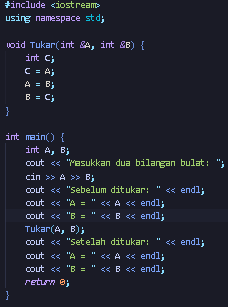 #include <iostream>
using namespace std;

void Tukar(int &A, int &B) {
    int C;
    C = A;
    A = B;
    B = C;
}

int main() {
    int A, B;
    cout << "Masukkan dua bilangan bulat: ";
    cin >> A >> B;
    cout << "Sebelum ditukar: " << endl;
    cout << "A = " << A << endl;
    cout << "B = " << B << endl;
    Tukar(A, B);
    cout << "Setelah ditukar: " << endl;
    cout << "A = " << A << endl;
    cout << "B = " << B << endl;
    return 0;
}